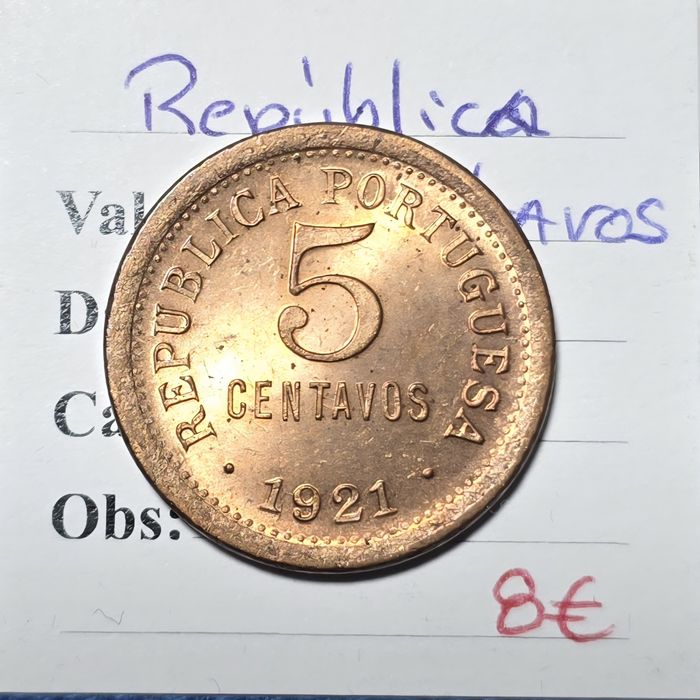 República
Val
AVOS
D
Ca
Obs:
8€
REPUBLICA PORTUGUESA
5
CENTAVOS
· 1921 ·